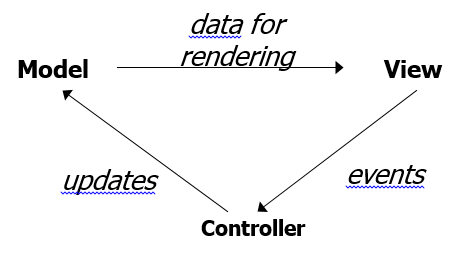 data for
rendering
Model
View
updates
events
Controller